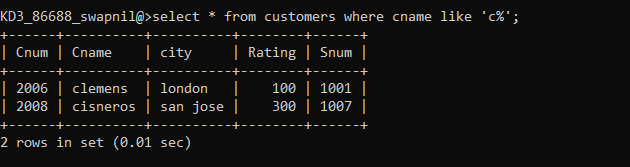 KD3_86688_swapnil@>select * from customers where cname like 'c%';
+------+----------+----------+--------+------+
| Cnum | Cname    | city     | Rating | Snum |
+------+----------+----------+--------+------+
| 2006 | clemens  | london   |    100 | 1001 |
| 2008 | cisneros | san jose |    300 | 1007 |
+------+----------+----------+--------+------+
2 rows in set (0.01 sec)